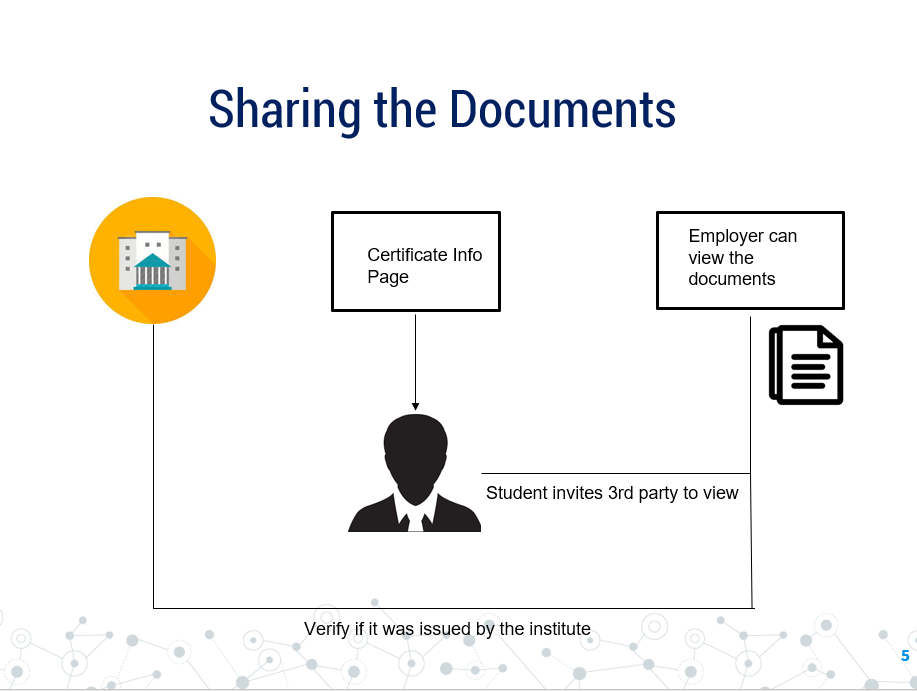 Sharing the Documents
Certificate Info
Page
Employer can
view the
documents
Student invites 3rd party to view
Verify if it was issued by the institute
5